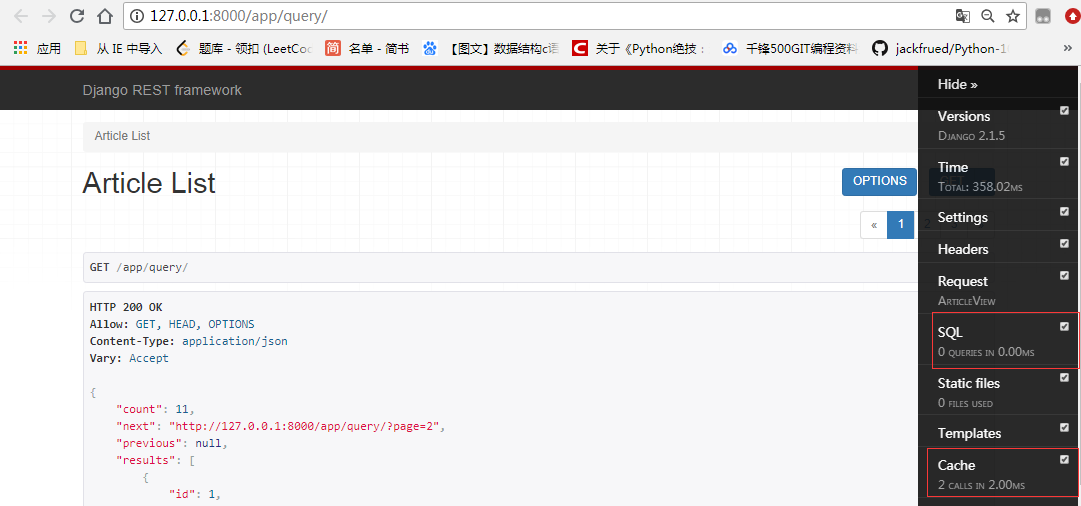 127.0.0.1:8000/app/query/
应用 从 IE 中导入 题库 - 领扣 (LeetCo 名单 - 简书 【图文】数据结构c语 关于《Python绝技： 千锋500GIT编程资料 jackfrued/Python-1 »
Django REST framework
Article List
Article List
OPTIONS
« 1 2
GET /app/query/
HTTP 200 OK
Allow: GET, HEAD, OPTIONS
Content-Type: application/json
Vary: Accept
{
"count": 11,
"next": "http://127.0.0.1:8000/app/query/?page=2",
"previous": null,
"results": [
{
"id": 1,
Hide »
Versions
Django 2.1.5
Time
Total: 358.02ms
Settings
Headers
Request
ArticleView
SQL
0 queries in 0.00ms
Static files
0 files used
Templates
Cache
2 calls in 2.00ms